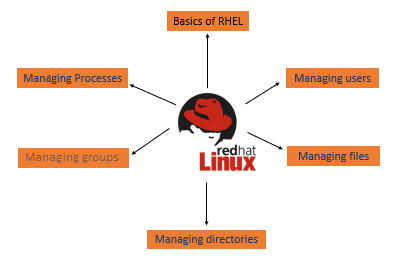 Basics of RHEL
Managing Processes
Managing users
redhat
Linux
Managing groups
Managing files
Managing directories